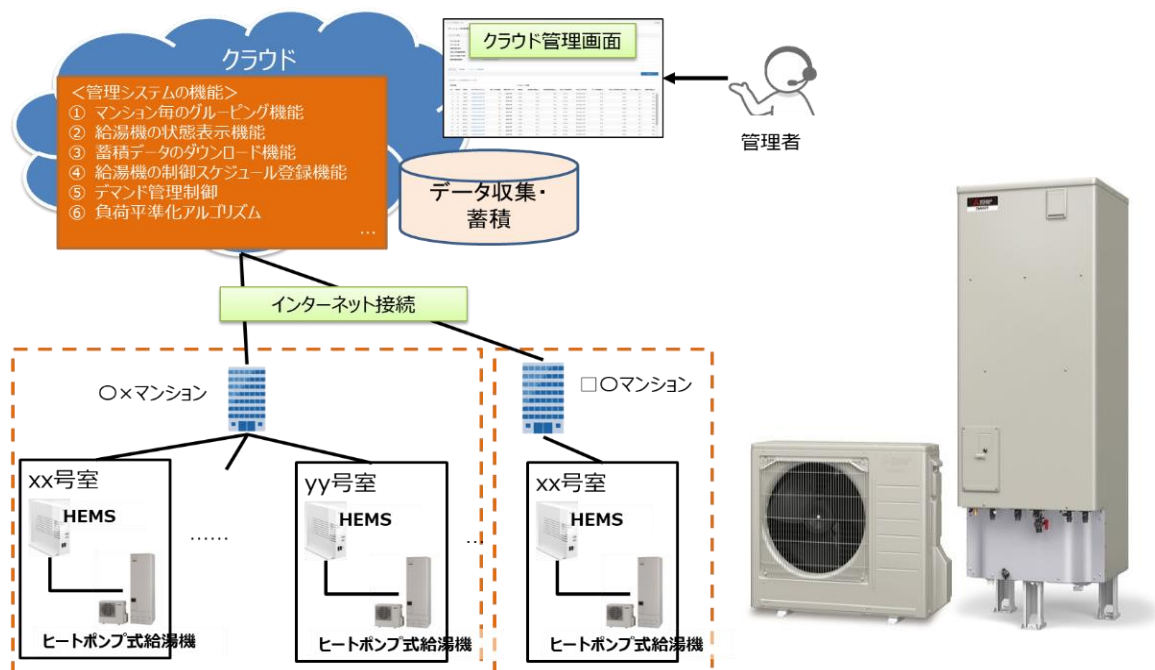 クラウド
<管理システムの機能>
① マンション毎のグルーピング機能
② 給湯機の状態表示機能
③ 蓄積データのダウンロード機能
④ 給湯機の制御スケジュール登録機能
⑤ デマンド管理制御
⑥ 負荷平準化アルゴリズム
…
クラウド管理画面
管理者
データ収集・
蓄積
インターネット接続
〇×マンション
□〇マンション
xx号室
HEMS
ヒートポンプ式給湯機
……
yy号室
HEMS
ヒートポンプ式給湯機
…
xx号室
HEMS
ヒートポンプ式給湯機